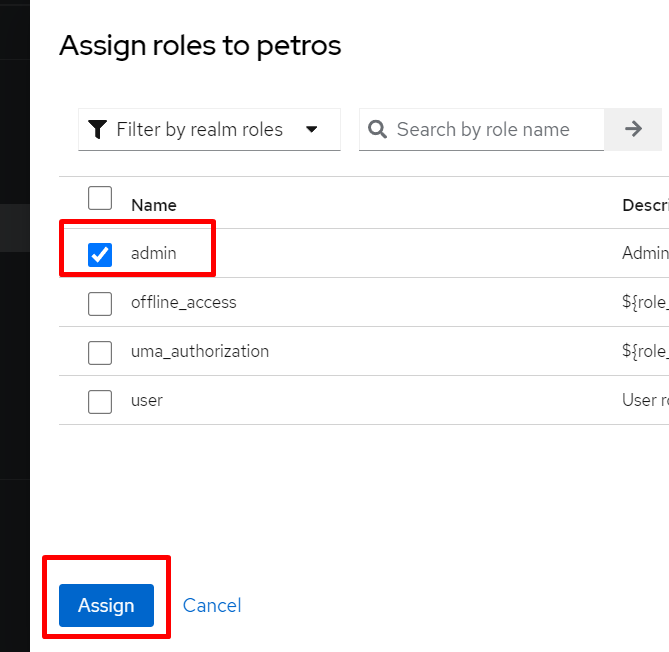 Assign roles to petros
Filter by realm roles
Search by role name
Name Descri
admin Admin
offline_access ${role_
uma_authorization ${role_
user User ro
Assign Cancel